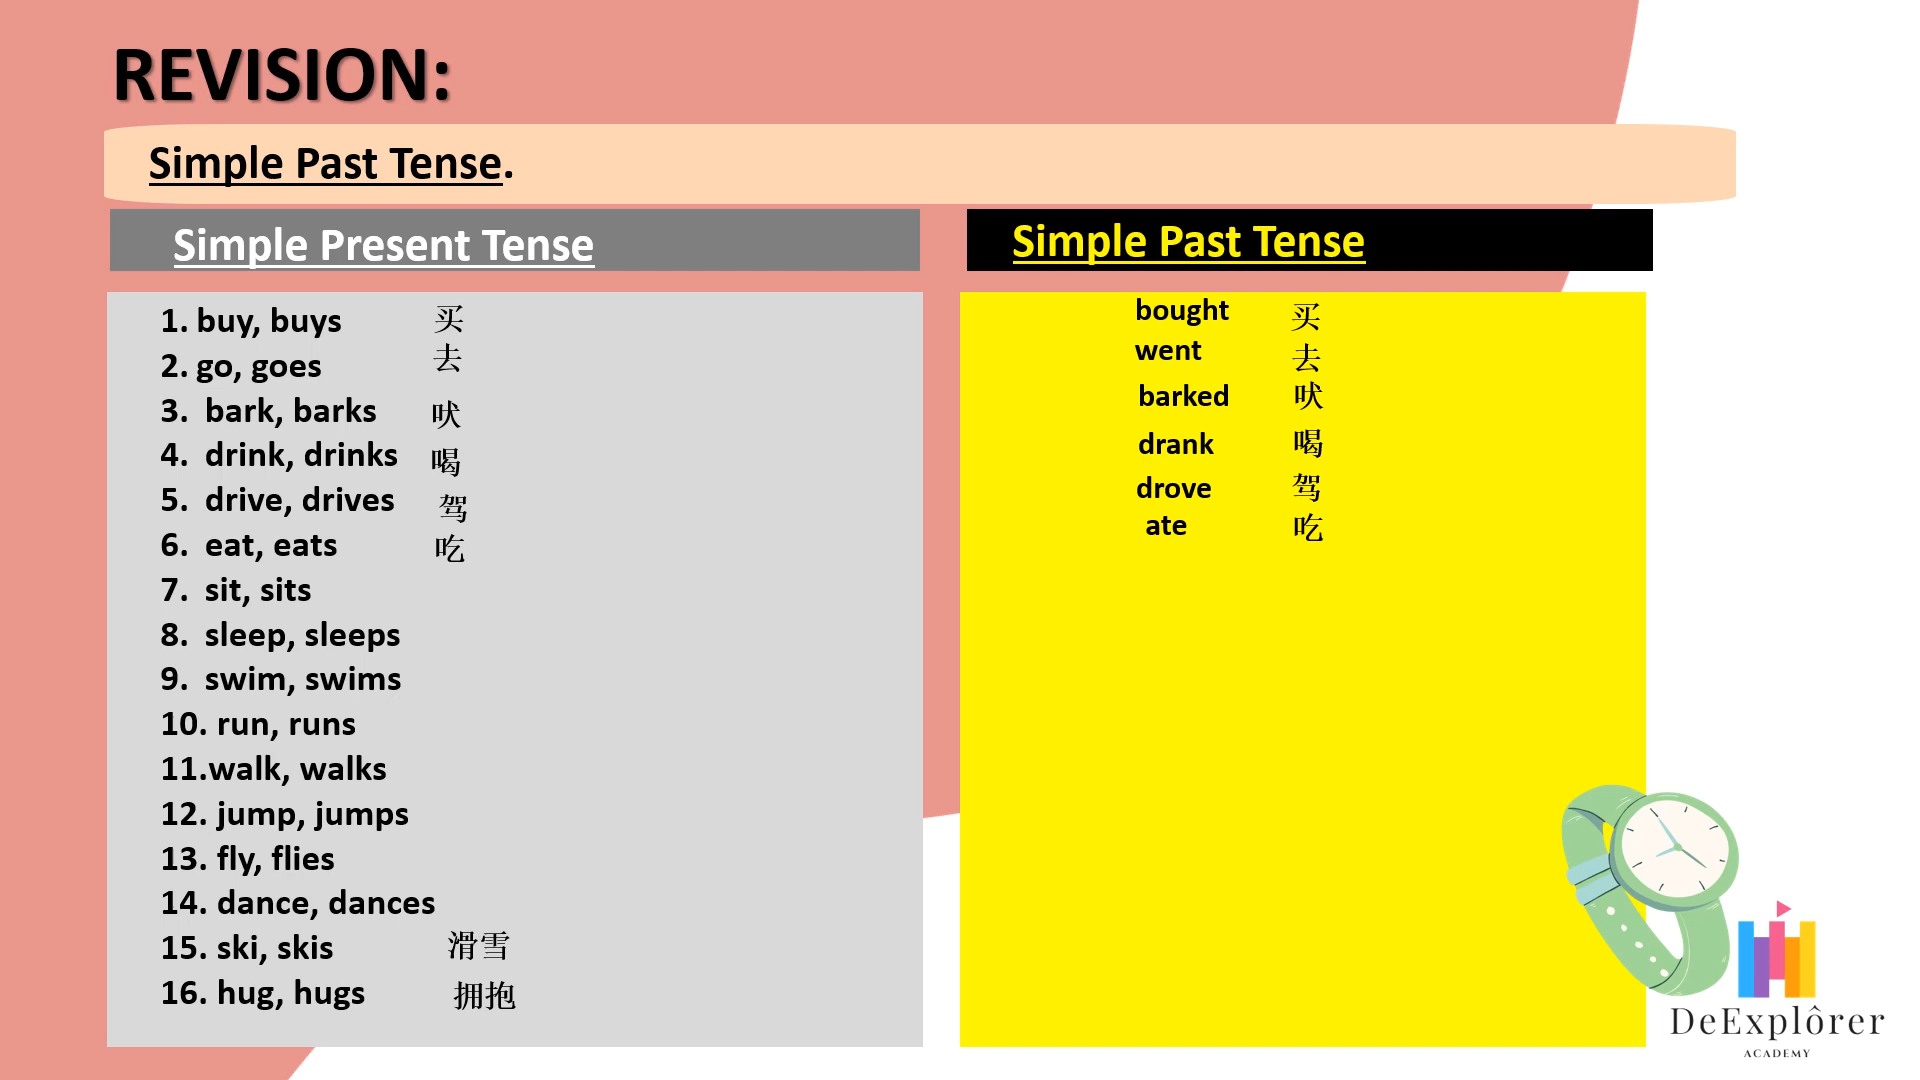 REVISION:
Simple Past Tense.
Simple Present Tense
1. buy, buys 买
2. go, goes 去
3. bark, barks 吠
4. drink, drinks 喝
5. drive, drives 驾
6. eat, eats 吃
7. sit, sits
8. sleep, sleeps
9. swim, swims
10. run, runs
11.walk, walks
12. jump, jumps
13. fly, flies
14. dance, dances
15. ski, skis 滑雪
16. hug, hugs 拥抱
Simple Past Tense
bought 买
went 去
barked 吠
drank 喝
drove 驾
ate 吃
DeExplôrer
ACADEMY